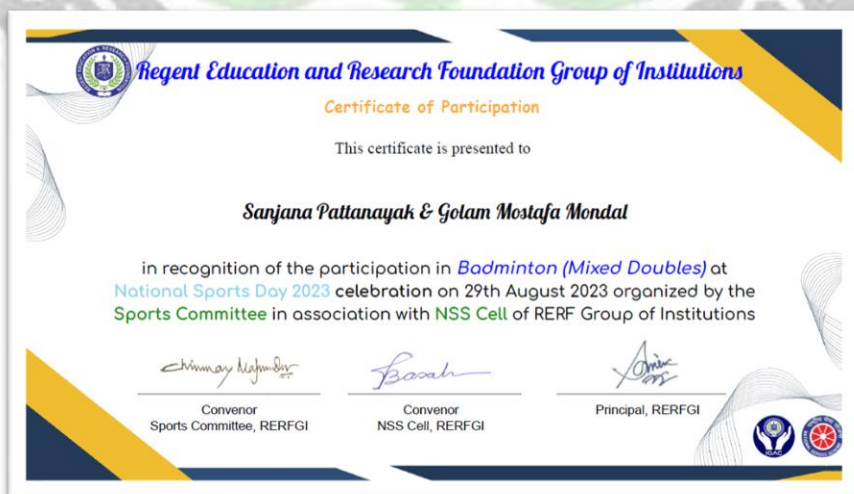 Regent Education and Research Foundation Group of Institutions
Certificate of Participation
This certificate is presented to
Sanjana Pattanayak & Golam Mostafa Mondal
in recognition of the participation in Badminton (Mixed Doubles) at
National Sports Day 2023 celebration on 29th August 2023 organized by the
Sports Committee in association with NSS Cell of RERF Group of Institutions
Convenor
Sports Committee, RERFGI
Convenor
NSS Cell, RERFGI
Principal, RERFGI
IQAC